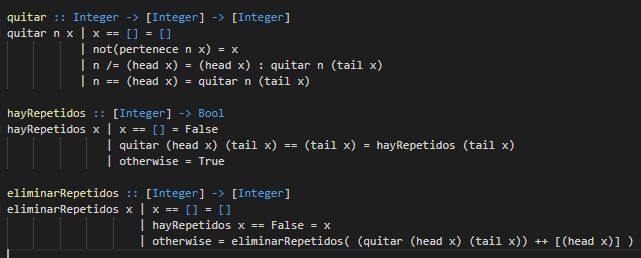 quitar :: Integer -> [Integer] -> [Integer]
quitar n x | x == [] = []
| not(pertenece n x) = x
| n /= (head x) = (head x) : quitar n (tail x)
| n == (head x) = quitar n (tail x)
hayRepetidos :: [Integer] -> Bool
hayRepetidos x | x == [] = False
| quitar (head x) (tail x) == (tail x) = hayRepetidos (tail x)
| otherwise = True
eliminarRepetidos :: [Integer] -> [Integer]
eliminarRepetidos x | x == [] = []
| hayRepetidos x == False = x
| otherwise = eliminarRepetidos( (quitar (head x) (tail x)) ++ [(head x)] )